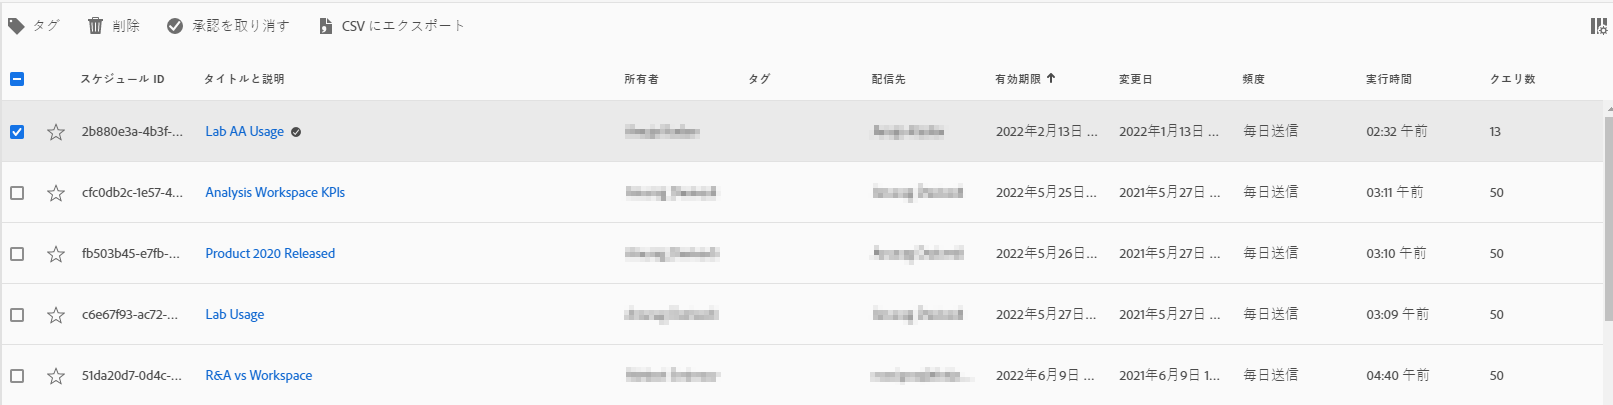 タグ 削除 承認を取り消す CSV にエクスポート
スケジュール ID タイトルと説明 所有者 タグ 配信先 有効期限 変更日 頻度 実行時間 クエリ数
2b880e3a-4b3f-... Lab AA Usage 2022年2月13日 ... 2022年1月13日 ... 毎日送信 02:32 午前 13
cfc0db2c-1e57-4... Analysis Workspace KPIs 2022年5月25日... 2021年5月27日 ... 毎日送信 03:11 午前 50
fb503b45-e7fb-... Product 2020 Released 2022年5月26日... 2021年5月27日 ... 毎日送信 03:10 午前 50
c6e67f93-ac72-... Lab Usage 2022年5月27日... 2021年5月27日 ... 毎日送信 03:09 午前 50
51da20d7-0d4c-... R&A vs Workspace 2022年6月9日 ... 2021年6月9日 1... 毎日送信 04:40 午前 50